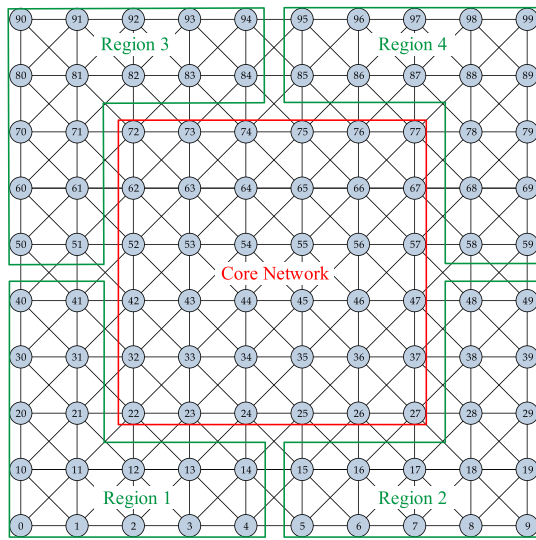 90 91 92 93 94 95 96 97 98 99
Region 3 Region 4
80 81 82 83 84 85 86 87 88 89
70 71 72 73 74 75 76 77 78 79
60 61 62 63 64 65 66 67 68 69
50 51 52 53 54 55 56 57 58 59
Core Network
40 41 42 43 44 45 46 47 48 49
30 31 32 33 34 35 36 37 38 39
20 21 22 23 24 25 26 27 28 29
10 11 12 13 14 15 16 17 18 19
Region 1 Region 2
0 1 2 3 4 5 6 7 8 9